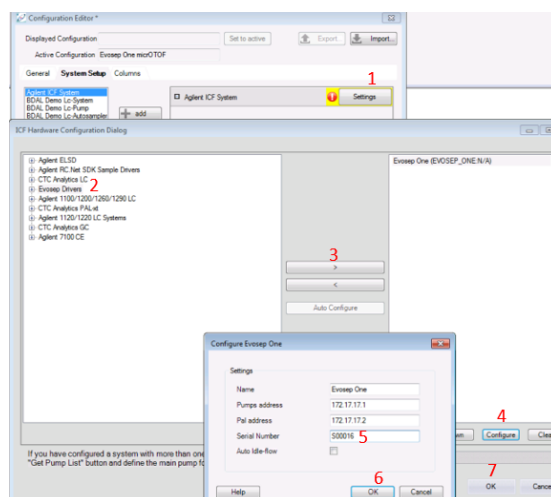 Configuration Editor *
Displayed Configuration
Set to active
Export...
Import...
Active Configuration Evosep One micrOTOF
General System Setup Columns
1
Agilent ICF System
BDAL Demo Lc-System
BDAL Demo Lc-Pump
BDAL Demo Lc-Autosampler
add
Agilent ICF System
Settings
ICF Hardware Configuration Dialog
Agilent ELSD
Agilent RC.Net SDK Sample Drivers
CTC Analytics LC
Evosep Drivers
2
Agilent 1100/1200/1260/1290 LC
CTC Analytics PAL-xt
Agilent 1120/1220 LC Systems
CTC Analytics GC
Agilent 7100 CE
Evosep One (EVOSEP_ONE:N/A)
3
>
<
Auto Configure
Configure Evosep One
Settings
Name Evosep One
Pumps address 172.17.17.1
Pal address 172.17.17.2
Serial Number S00016
5
Auto Idle-flow
6
Help
OK
Cancel
4
Configure
If you have configured a system with more than one
"Get Pump List" button and define the main pump
7
OK